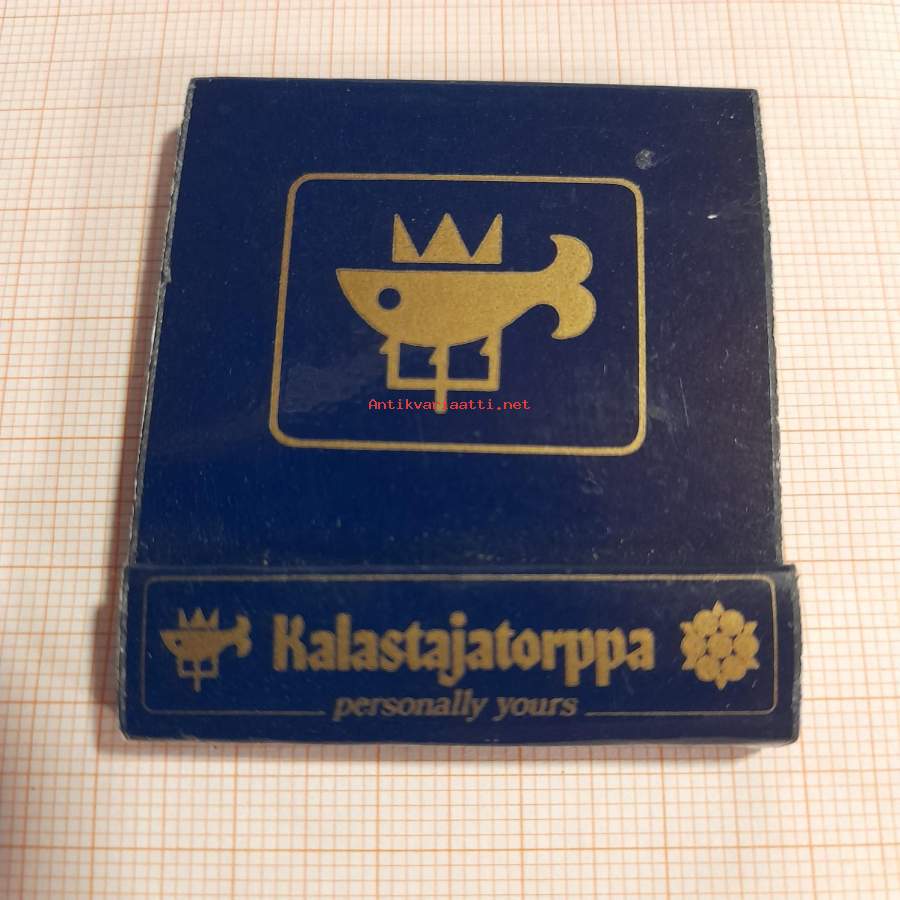 Antikvariaatti.net
Kalastajatorppa
personally yours